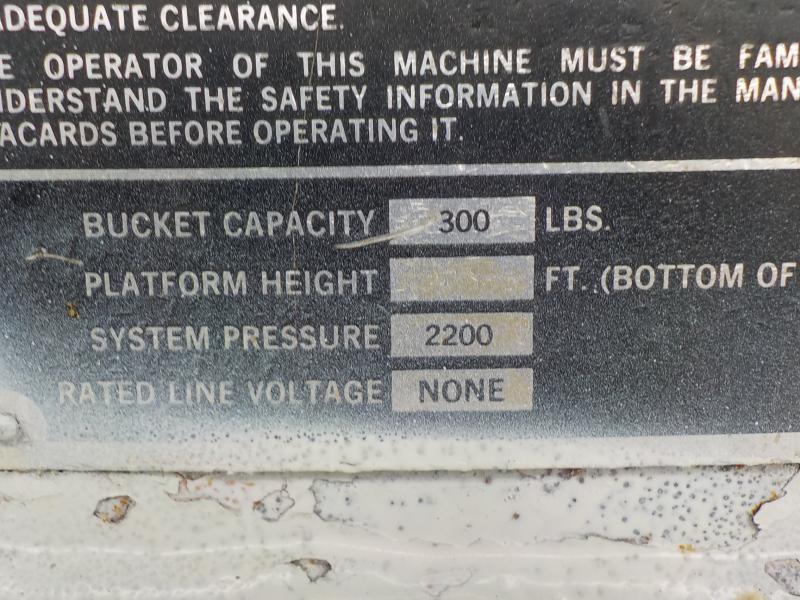 ADEQUATE CLEARANCE.
E OPERATOR OF THIS MACHINE MUST BE FAM
NDERSTAND THE SAFETY INFORMATION IN THE MAN
ACARDS BEFORE OPERATING IT.
BUCKET CAPACITY 300 LBS.
PLATFORM HEIGHT FT. (BOTTOM OF
SYSTEM PRESSURE 2200
RATED LINE VOLTAGE NONE